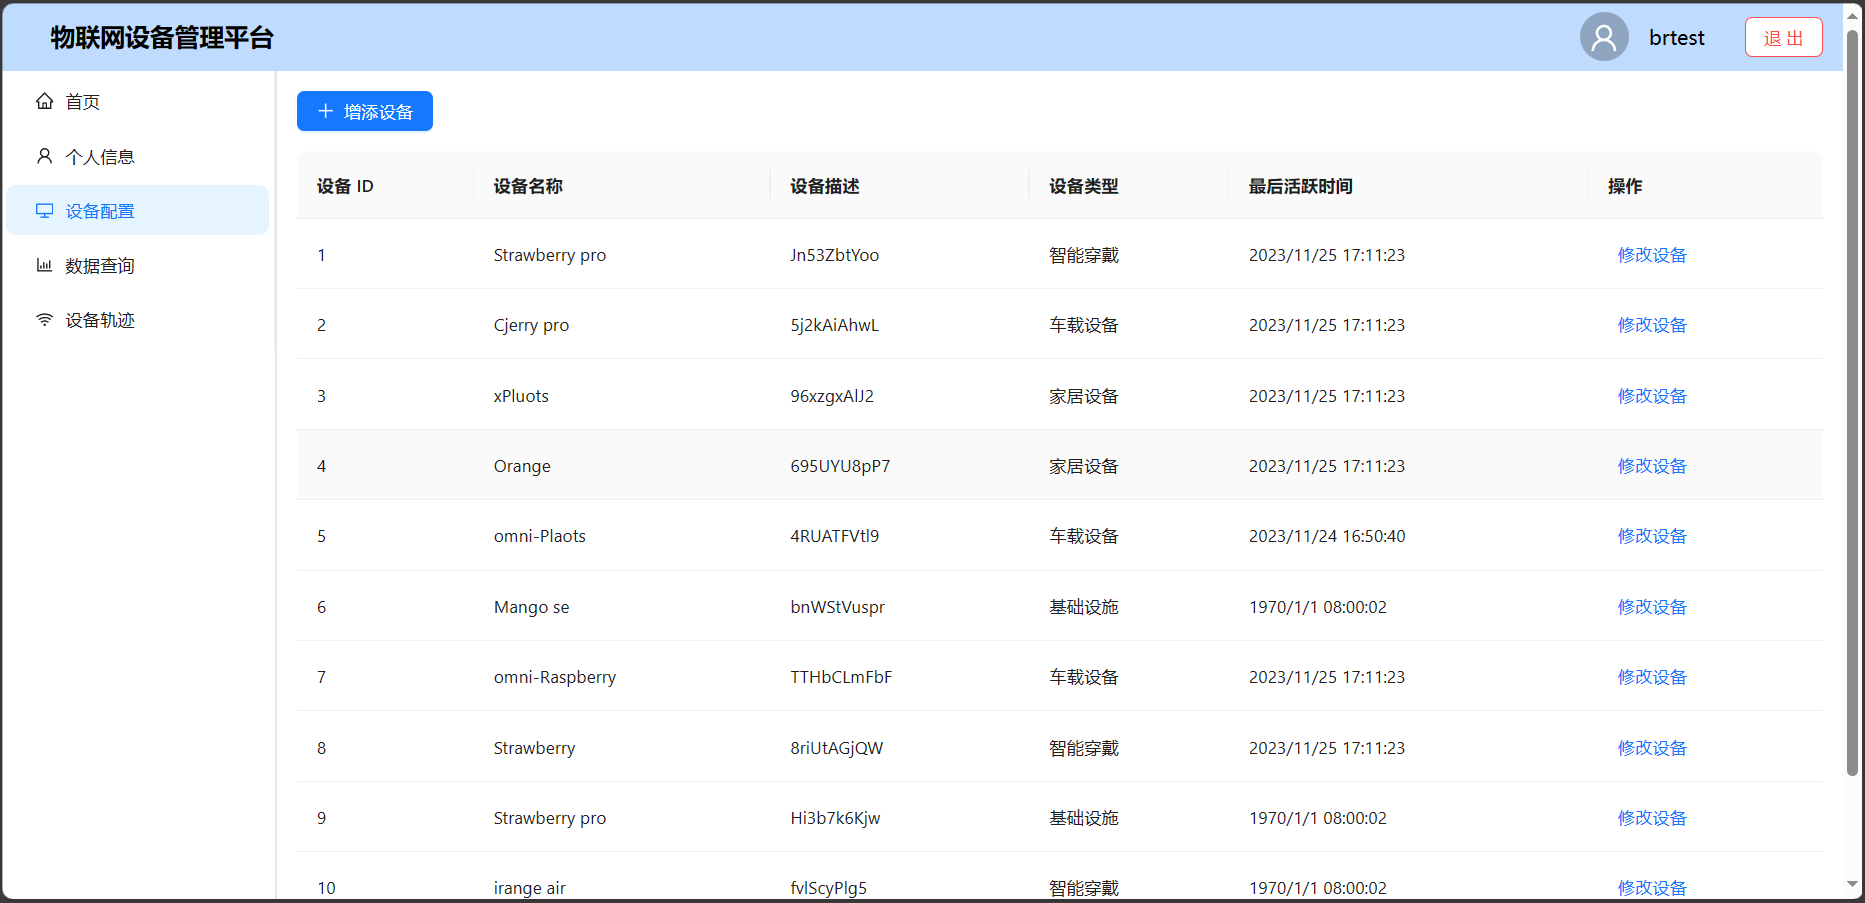 物联网设备管理平台
brtest
退 出
首页
个人信息
设备配置
数据查询
设备轨迹
增添设备
设备 ID 设备名称 设备描述 设备类型 最后活跃时间 操作
1 Strawberry pro Jn53ZbtYoo 智能穿戴 2023/11/25 17:11:23 修改设备
2 Cjerry pro 5j2kAiAhwL 车载设备 2023/11/25 17:11:23 修改设备
3 xPluots 96xzgxAlJ2 家居设备 2023/11/25 17:11:23 修改设备
4 Orange 695UYU8pP7 家居设备 2023/11/25 17:11:23 修改设备
5 omni-Plaots 4RUATFVtl9 车载设备 2023/11/24 16:50:40 修改设备
6 Mango se bnWStVuspr 基础设施 1970/1/1 08:00:02 修改设备
7 omni-Raspberry TTHbCLmFbF 车载设备 2023/11/25 17:11:23 修改设备
8 Strawberry 8riUtAGjQW 智能穿戴 2023/11/25 17:11:23 修改设备
9 Strawberry pro Hi3b7k6Kjw 基础设施 1970/1/1 08:00:02 修改设备
10 irange air fvlScyPlg5 智能穿戴 1970/1/1 08:00:02 修改设备